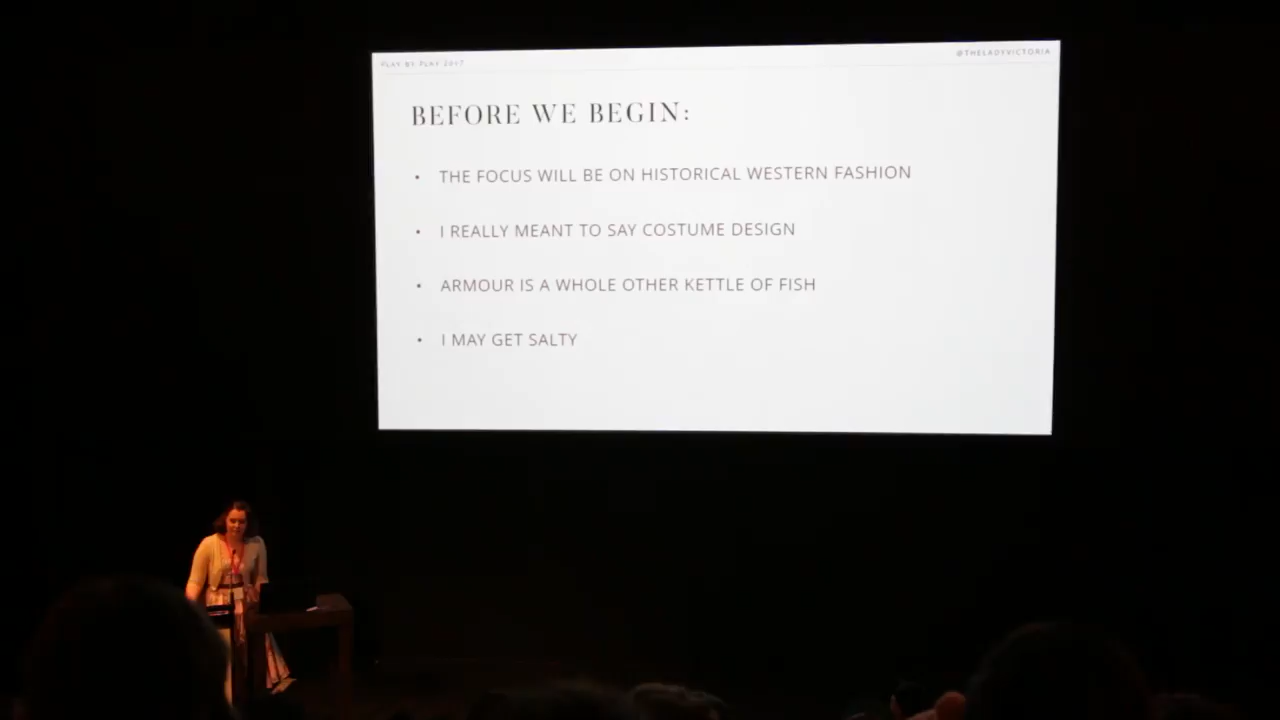 PLAY BY PLAY 2017
@THELADYVICTORIA
BEFORE WE BEGIN:
• THE FOCUS WILL BE ON HISTORICAL WESTERN FASHION
• I REALLY MEANT TO SAY COSTUME DESIGN
• ARMOUR IS A WHOLE OTHER KETTLE OF FISH
• I MAY GET SALTY